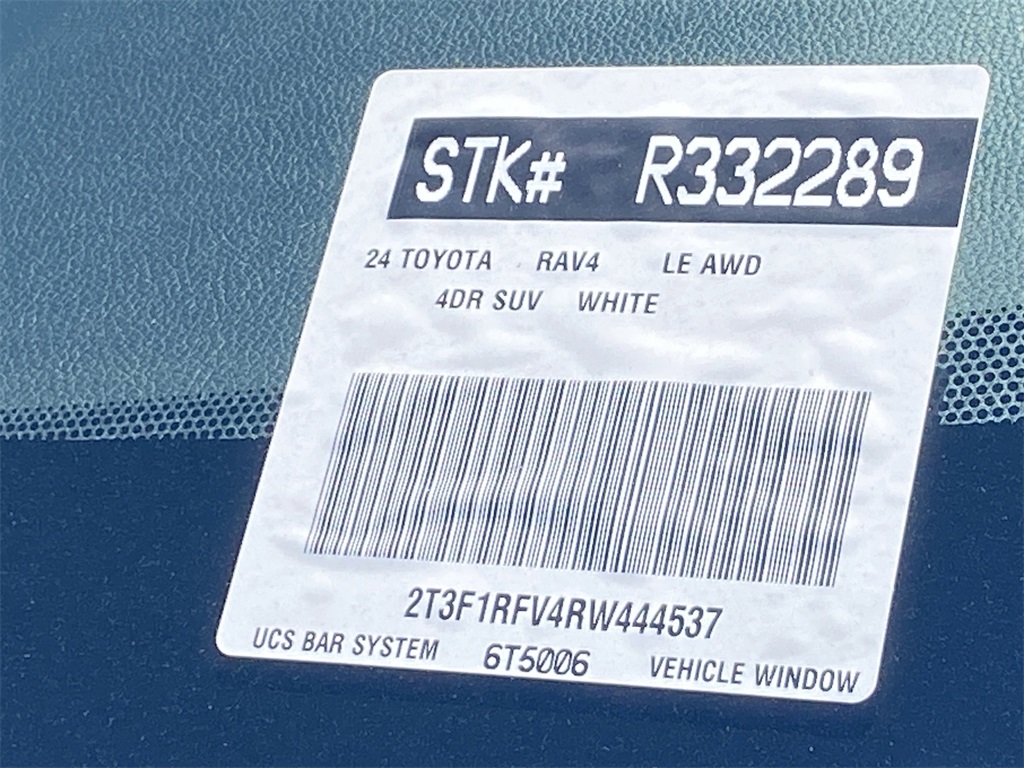 STK# R332289
24 TOYOTA RAV4 LE AWD
4DR SUV WHITE
2T3F1RFV4RW444537
UCS BAR SYSTEM 6T5006 VEHICLE WINDOW